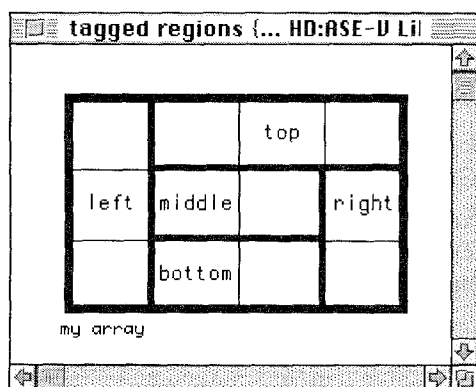 tagged regions {... HD:ASE-V Lil
top
left middle right
bottom
my array